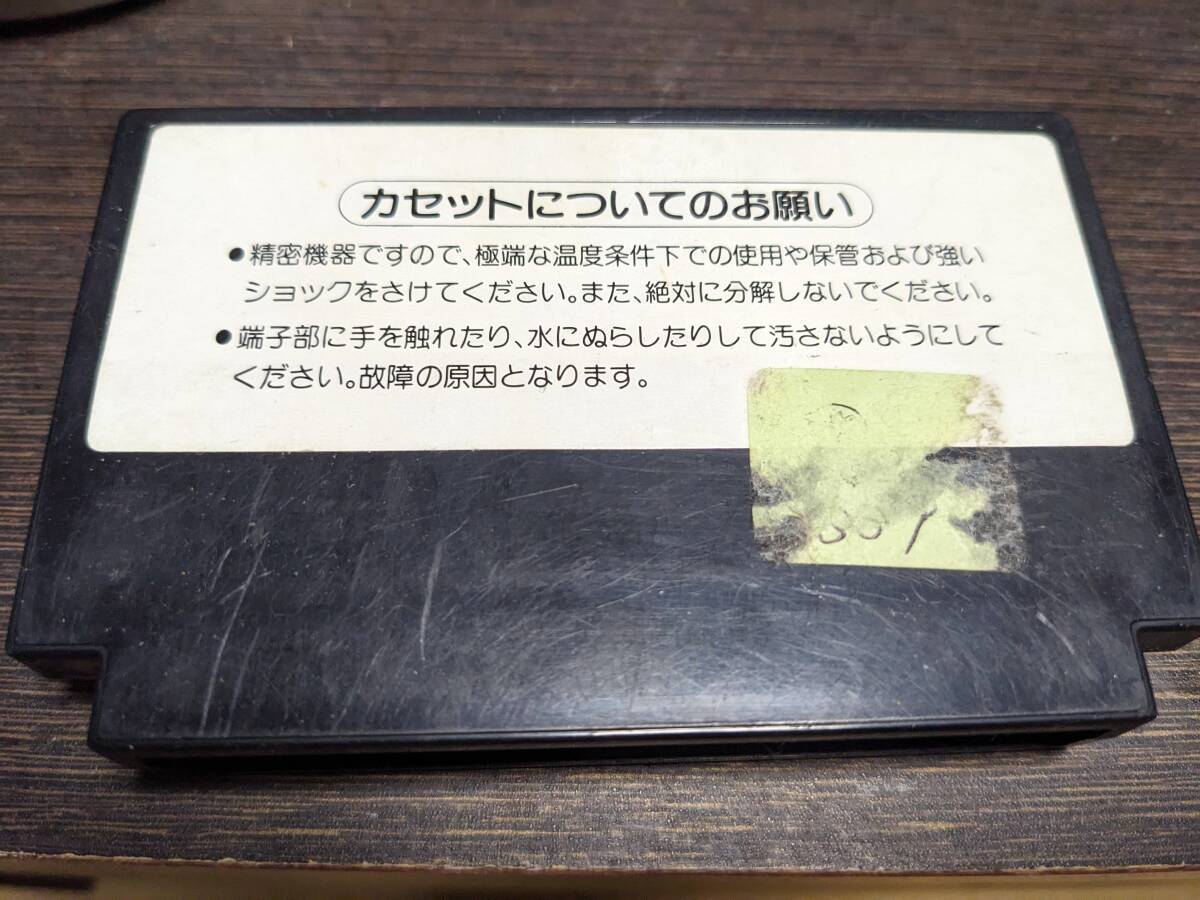 カセットについてのお願い
●精密機器ですので、極端な温度条件下での使用や保管および強い
ショックをさけてください。また、絶対に分解しないでください。
●端子部に手を触れたり、水にぬらしたりして汚さないようにして
ください。故障の原因となります。